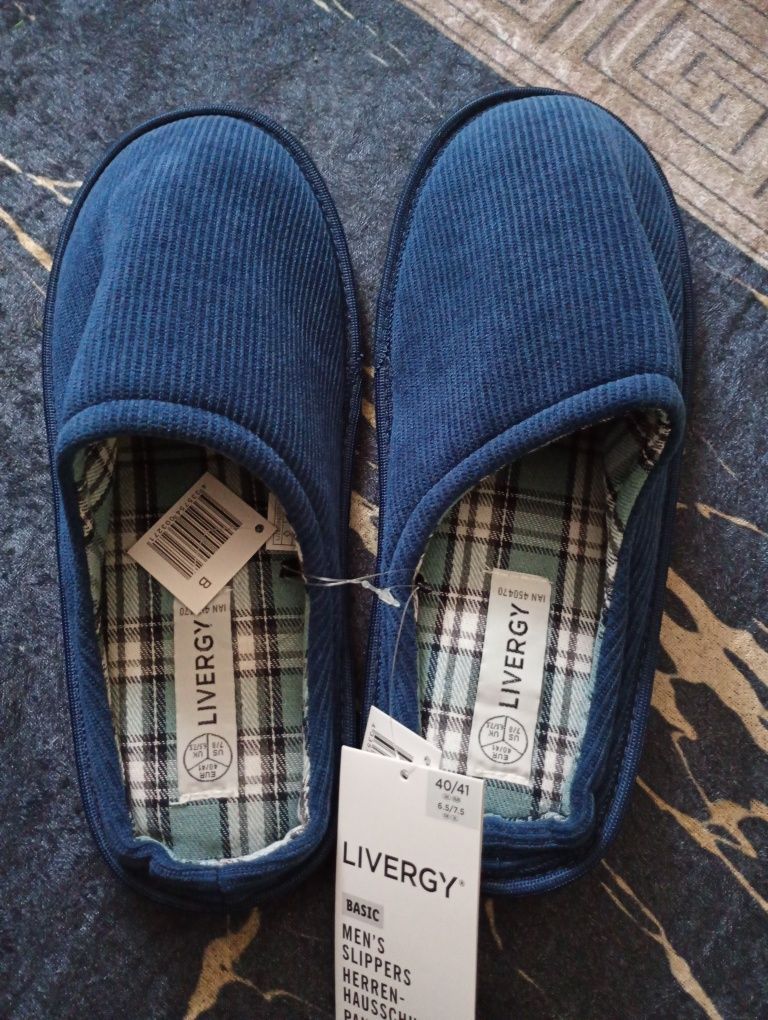 B
IAN 450470
LIVERGY
EUR
40/41
US
7/8
UK
6.5/7.5
IAN 450470
LIVERGY
EUR
40/41
US
7/8
UK
6.5/7.5
40/41
6.5/7.5
LIVERGY®
BASIC
MEN'S
SLIPPERS
HERREN-